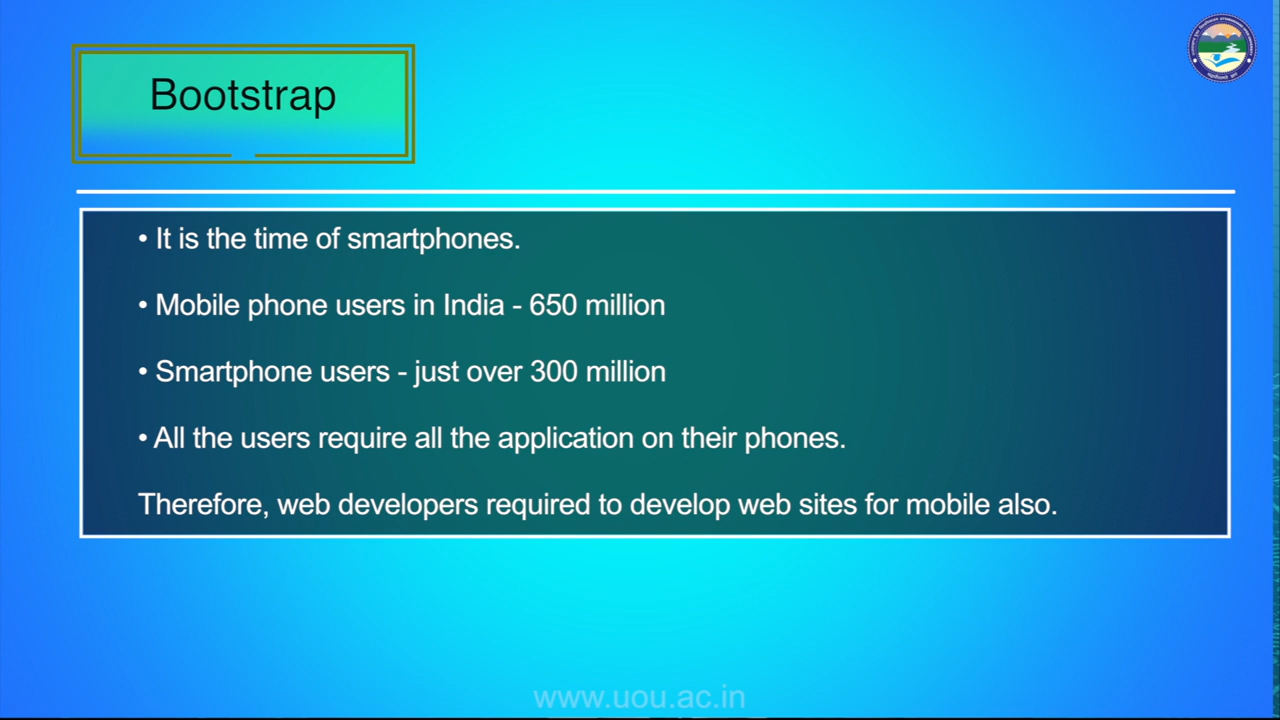 Bootstrap
• It is the time of smartphones.
• Mobile phone users in India - 650 million
• Smartphone users - just over 300 million
• All the users require all the application on their phones.
Therefore, web developers required to develop web sites for mobile also.
www.uou.ac.in